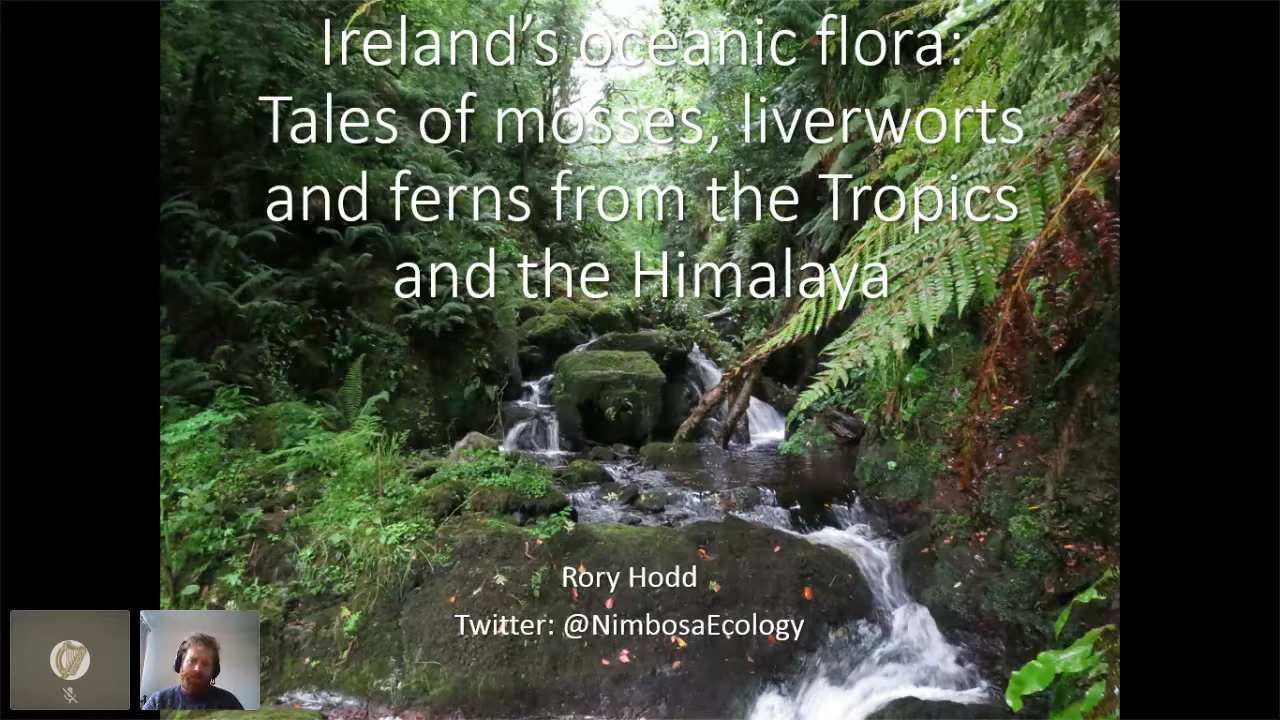 Ireland's oceanic flora:
Tales of mosses, liverworts
and ferns from the Tropics
and the Himalaya
Rory Hodd
Twitter: @NimbosaEcology